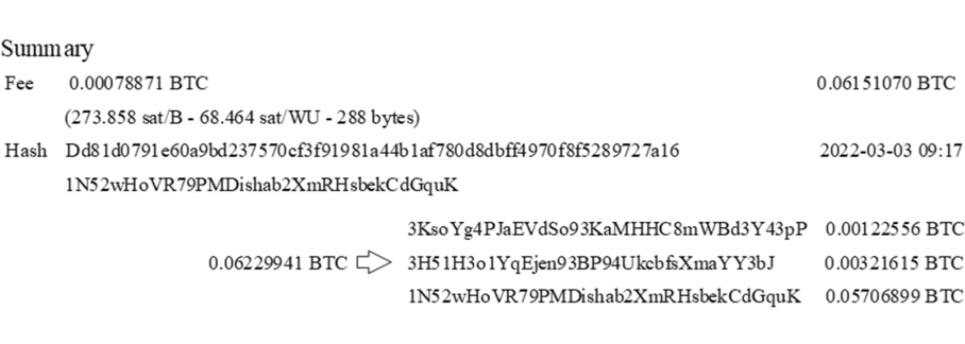 Summary
Fee 0.00078871 BTC 0.06151070 BTC
(273.858 sat/B - 68.464 sat/WU - 288 bytes)
Hash Dd81d0791e60a9bd237570cf3f91981a44b1af780d8dbff4970f8f5289727a16 2022-03-03 09:17
1N52wHoVR79PMDishab2XmRHsbekCdGquK
3KsoYg4PJaEVdSo93KaMHHC8mWBd3Y43pP 0.00122556 BTC
0.06229941 BTC 3H51H3o1YqEjen93BP94UkcbfsXmaYY3bJ 0.00321615 BTC
1N52wHoVR79PMDishab2XmRHsbekCdGquK 0.05706899 BTC